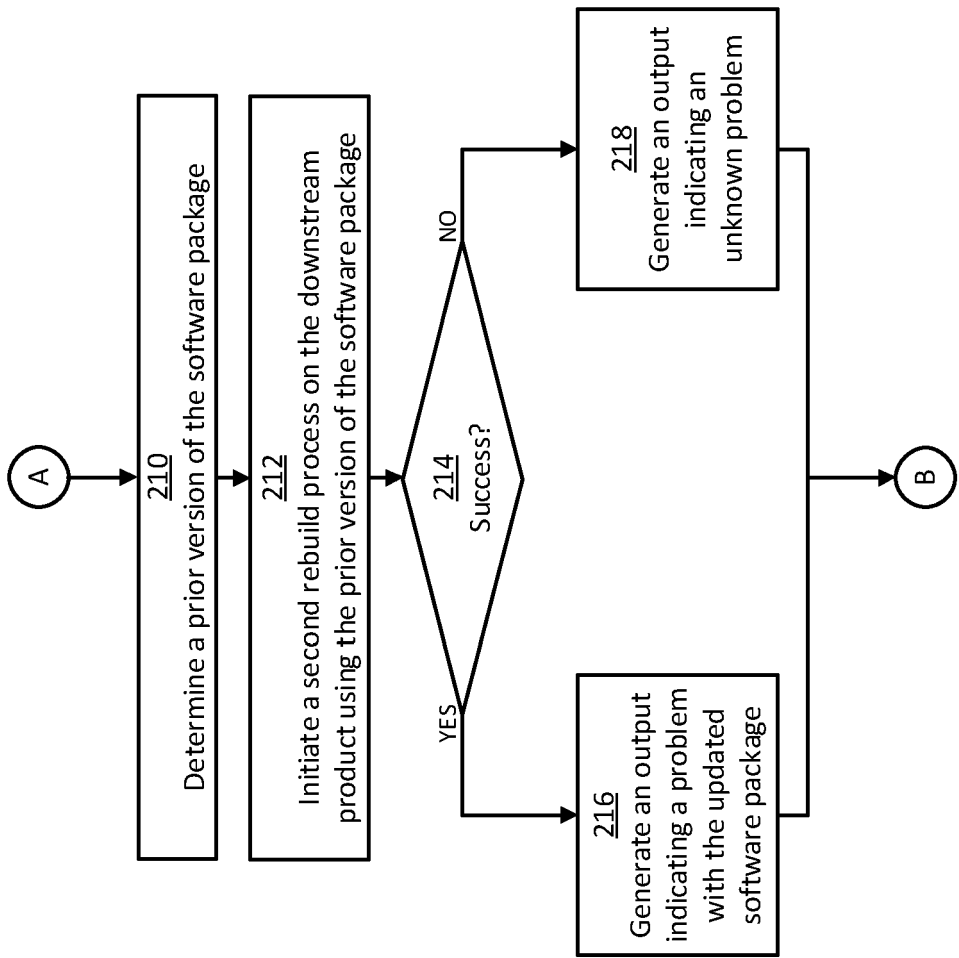 A
210
Determine a prior version of the software package
212
Initiate a second rebuild process on the downstream
product using the prior version of the software package
214
Success?
YES
NO
216
Generate an output
indicating a problem
with the updated
software package
218
Generate an output
indicating an
unknown problem
B